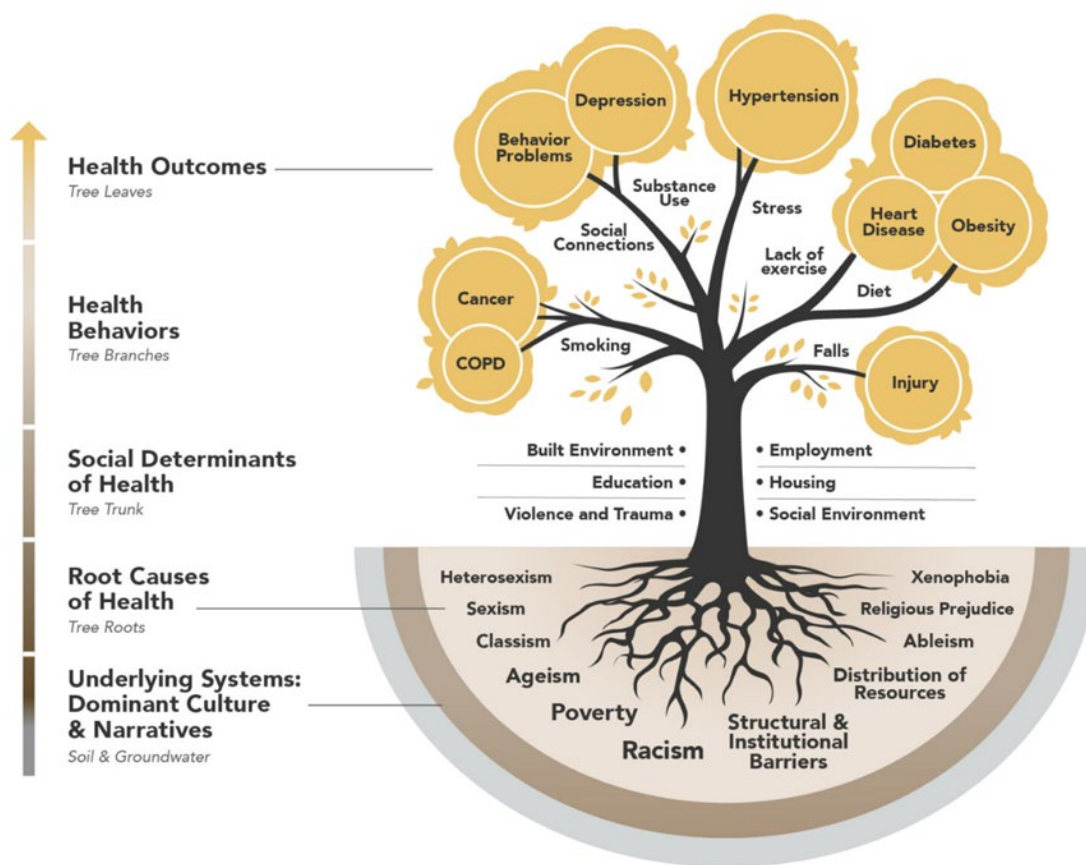 Health Outcomes
Tree Leaves
Health
Behaviors
Tree Branches
Social Determinants
of Health
Tree Trunk
Root Causes
of Health
Tree Roots
Underlying Systems:
Dominant Culture
& Narratives
Soil & Groundwater
Depression
Behavior
Problems
Hypertension
Diabetes
Heart
Disease
Obesity
Substance
Use
Stress
Social
Connections
Lack of
exercise
Diet
Cancer
COPD
Smoking
Falls
Injury
Built Environment •
• Employment
Education •
• Housing
Violence and Trauma •
• Social Environment
Heterosexism
Sexism
Classism
Ageism
Poverty
Racism
Structural &
Institutional
Barriers
Distribution of
Resources
Ableism
Religious Prejudice
Xenophobia